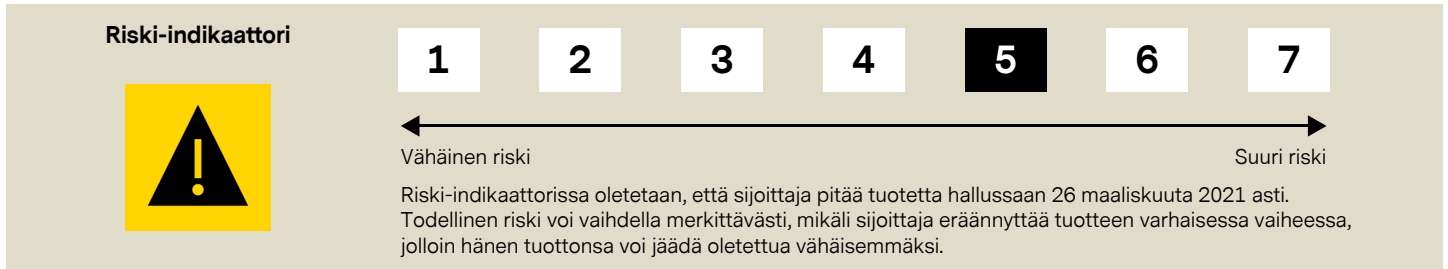 Riski-indikaattori
1 2 3 4 5 6 7
Vähäinen riski Suuri riski
Riski-indikaattorissa oletetaan, että sijoittaja pitää tuotetta hallussaan 26 maaliskuuta 2021 asti.
Todellinen riski voi vaihdella merkittävästi, mikäli sijoittaja eräännyttää tuotteen varhaisessa vaiheessa,
jolloin hänen tuottonsa voi jäädä oletettua vähäisemmäksi.